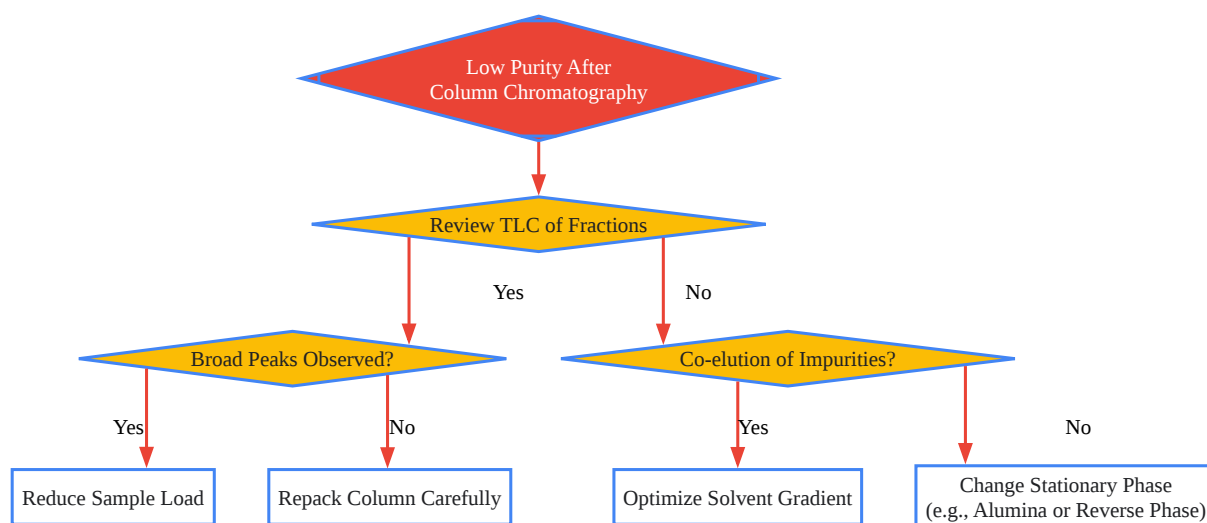 Low Purity After
Column Chromatography
Review TLC of Fractions
Yes
No
Broad Peaks Observed?
Co-elution of Impurities?
Yes
No
Yes
No
Reduce Sample Load
Repack Column Carefully
Optimize Solvent Gradient
Change Stationary Phase
(e.g., Alumina or Reverse Phase)